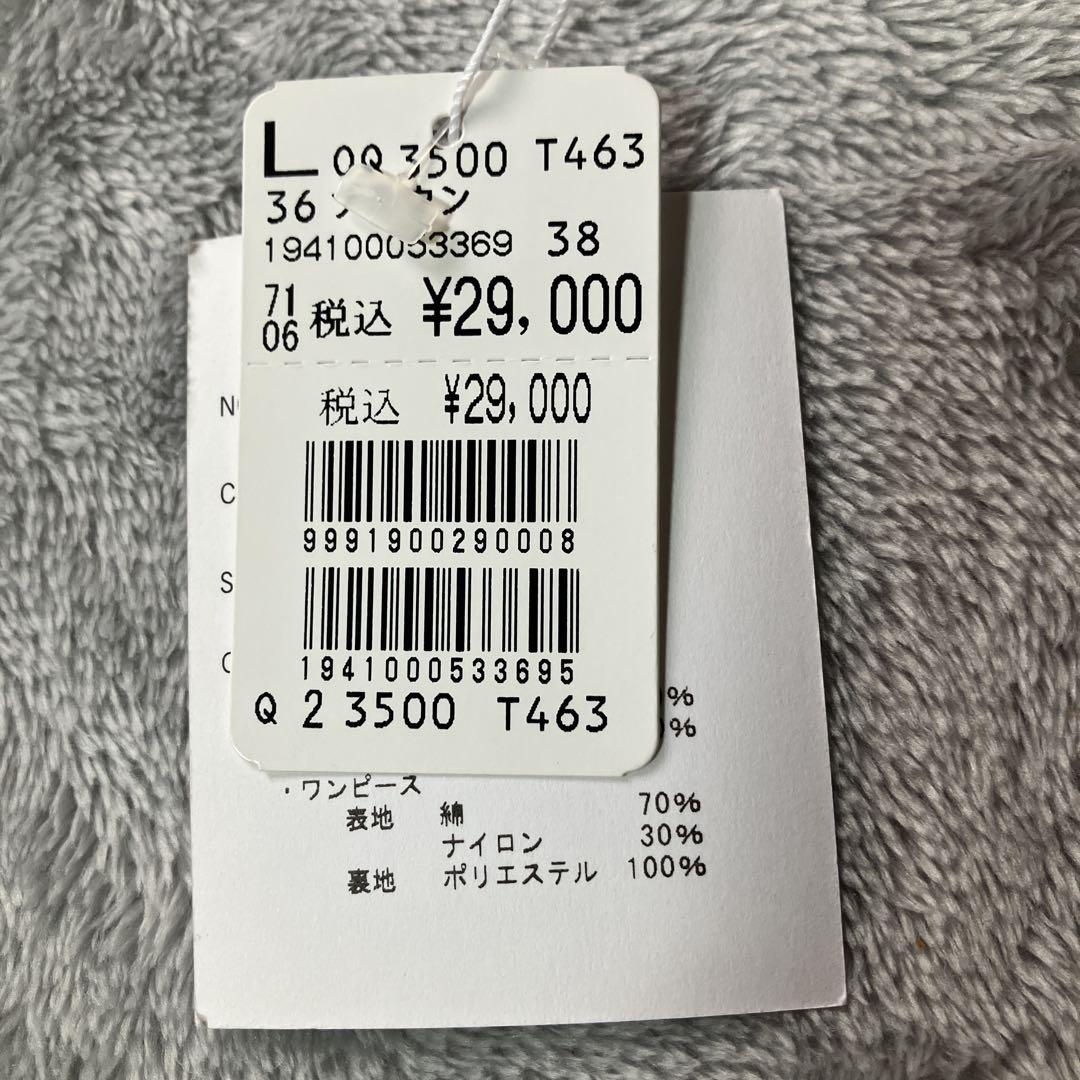 L 0Q 3500 T463
36
194100053369 38
71
06 税込 ¥29,000
税込 ¥29,000
9991900290008
1941000533695
Q 2 3500 T463
・ワンピース
表地 綿 70%
ナイロン 30%
裏地 ポリエステル 100%